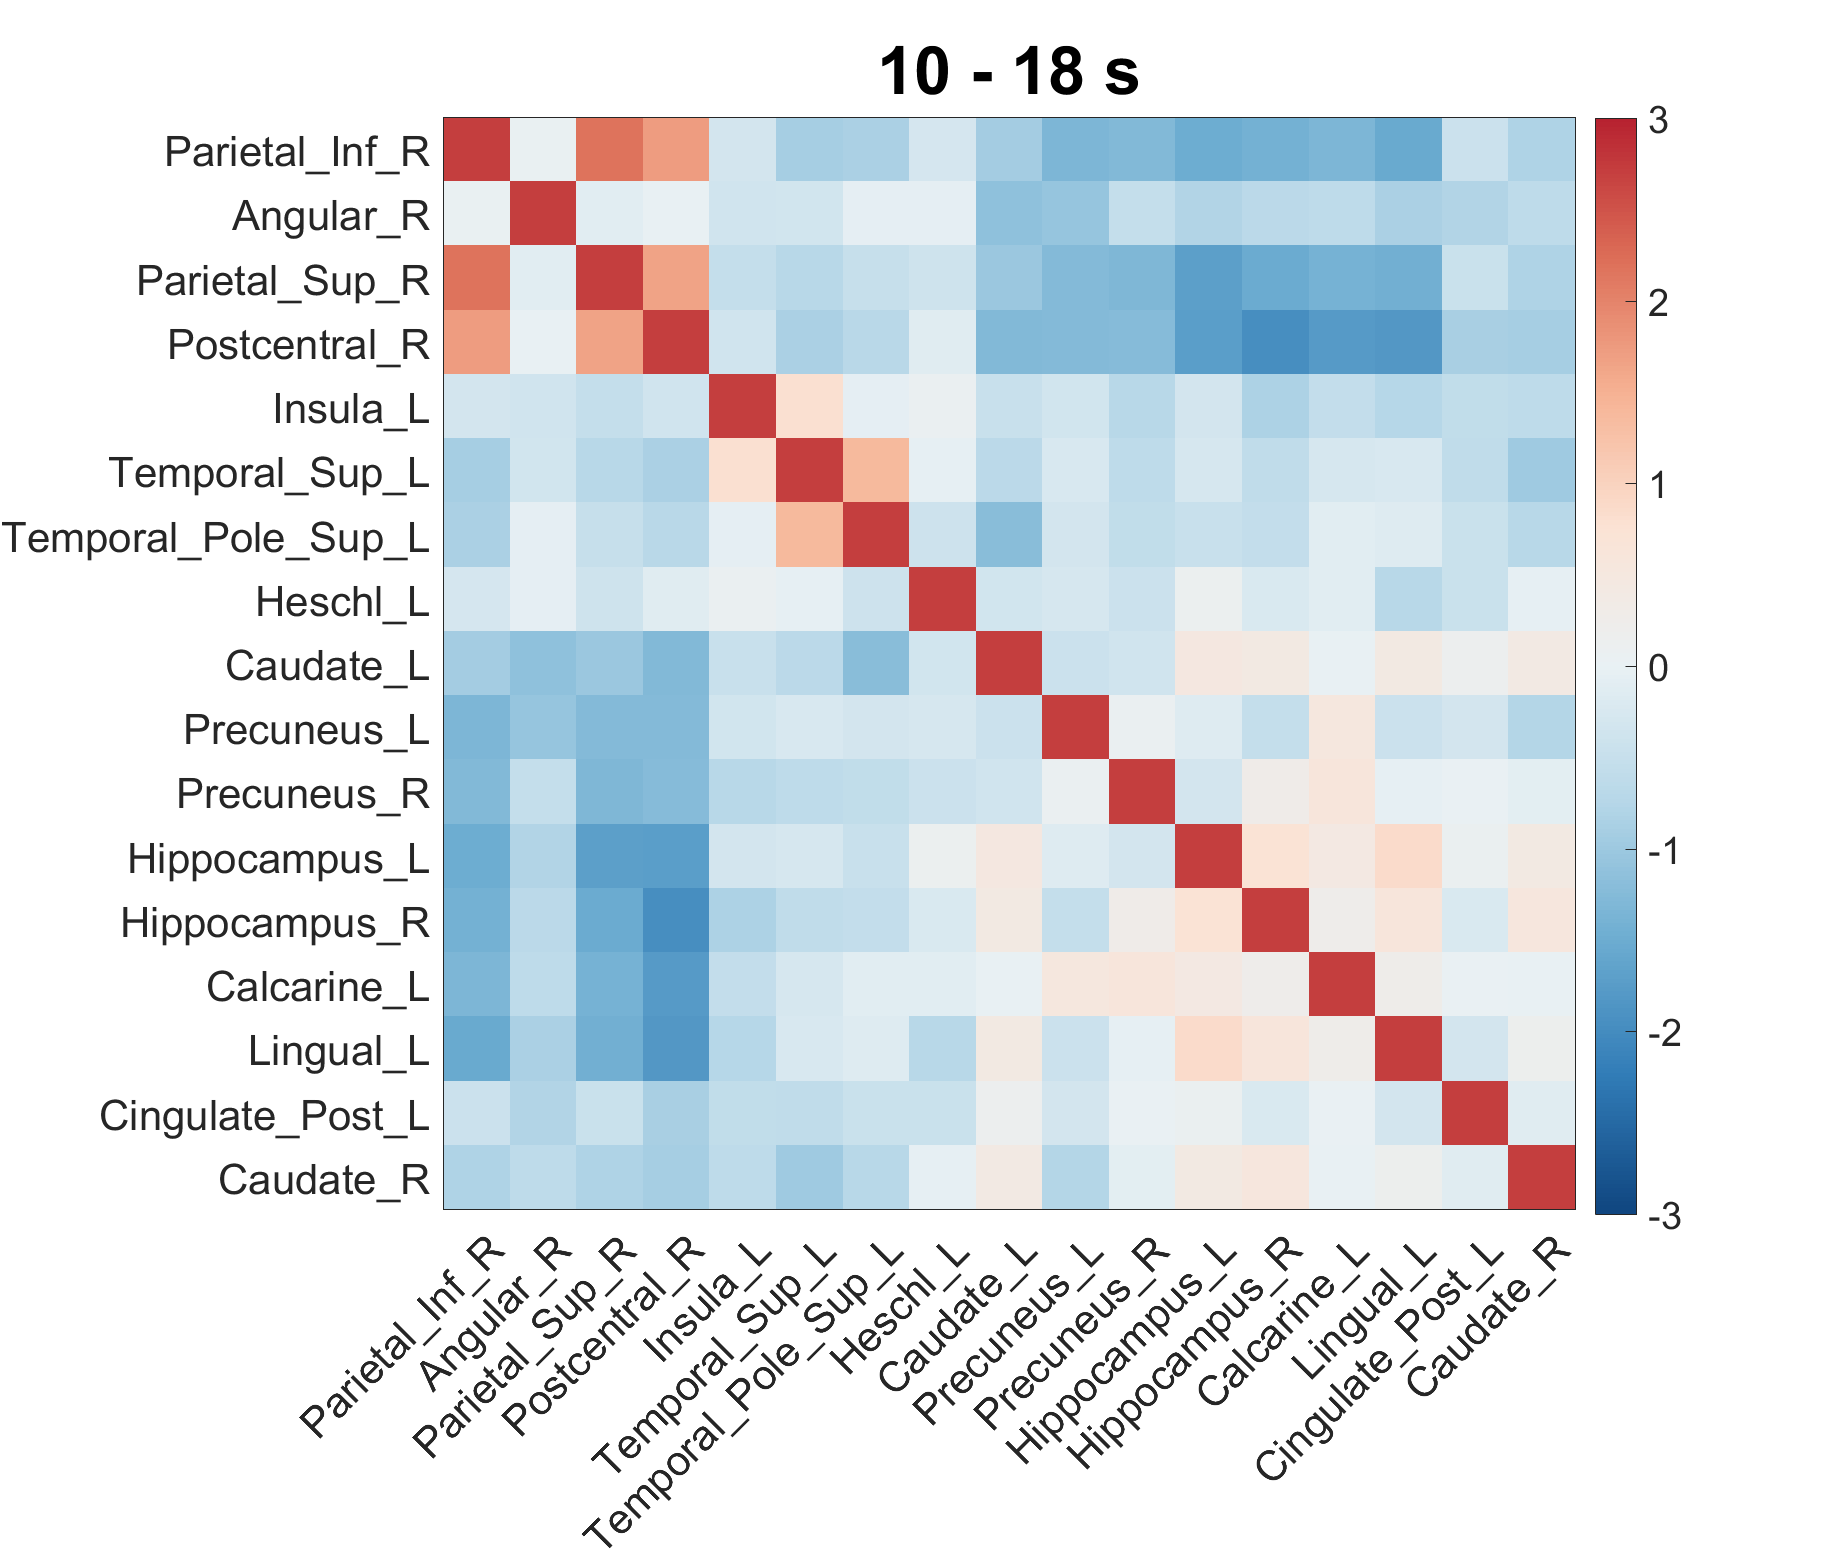 10 - 18 s
Parietal_Inf_R
Angular_R
Parietal_Sup_R
Postcentral_R
Insula_L
Temporal_Sup_L
Temporal_Pole_Sup_L
Heschl_L
Caudate_L
Precuneus_L
Precuneus_R
Hippocampus_L
Hippocampus_R
Calcarine_L
Lingual_L
Cingulate_Post_L
Caudate_R
3
2
1
0
-1
-2
-3
Parietal_Inf_R
Angular_R
Parietal_Sup_R
Postcentral_R
Insula_L
Temporal_Sup_L
Temporal_Pole_Sup_L
Heschl_L
Caudate_L
Precuneus_L
Precuneus_R
Hippocampus_L
Hippocampus_R
Calcarine_L
Lingual_L
Cingulate_Post_L
Caudate_R